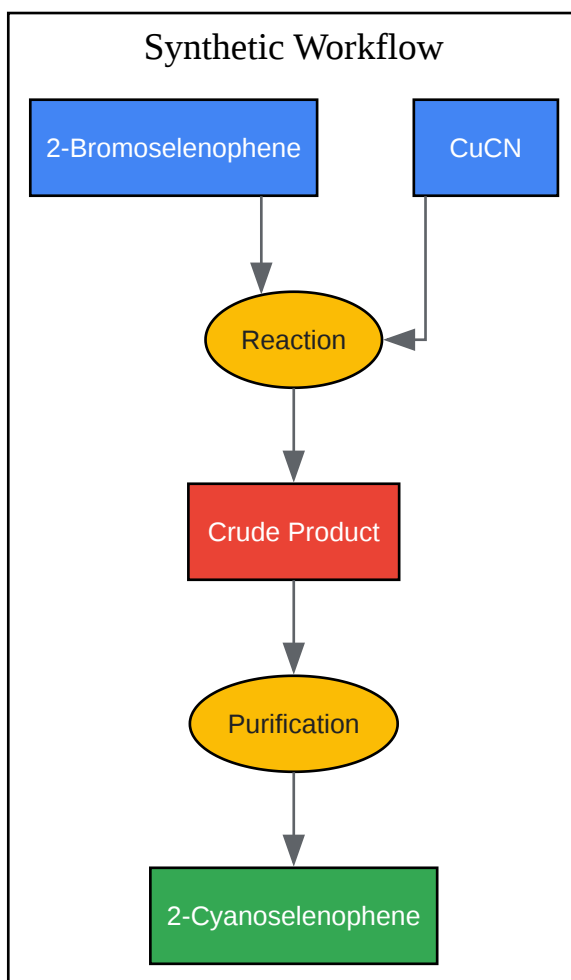 Synthetic Workflow
2-Bromoselenophene
CuCN
Reaction
Crude Product
Purification
2-Cyanoselenophene